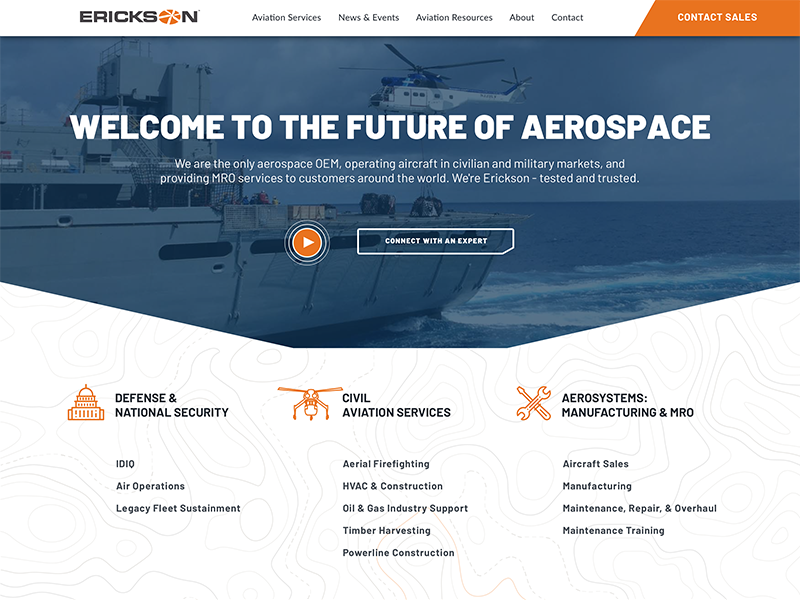 ERICKSON
Aviation Services
News & Events
Aviation Resources
About
Contact
CONTACT SALES
WELCOME TO THE FUTURE OF AEROSPACE
We are the only aerospace OEM, operating aircraft in civilian and military markets, and
providing MRO services to customers around the world. We're Erickson - tested and trusted.
CONNECT WITH AN EXPERT
DEFENSE &
NATIONAL SECURITY
IDIQ
Air Operations
Legacy Fleet Sustainment
CIVIL
AVIATION SERVICES
Aerial Firefighting
HVAC & Construction
Oil & Gas Industry Support
Timber Harvesting
Powerline Construction
AEROSYSTEMS:
MANUFACTURING & MRO
Aircraft Sales
Manufacturing
Maintenance, Repair, & Overhaul
Maintenance Training